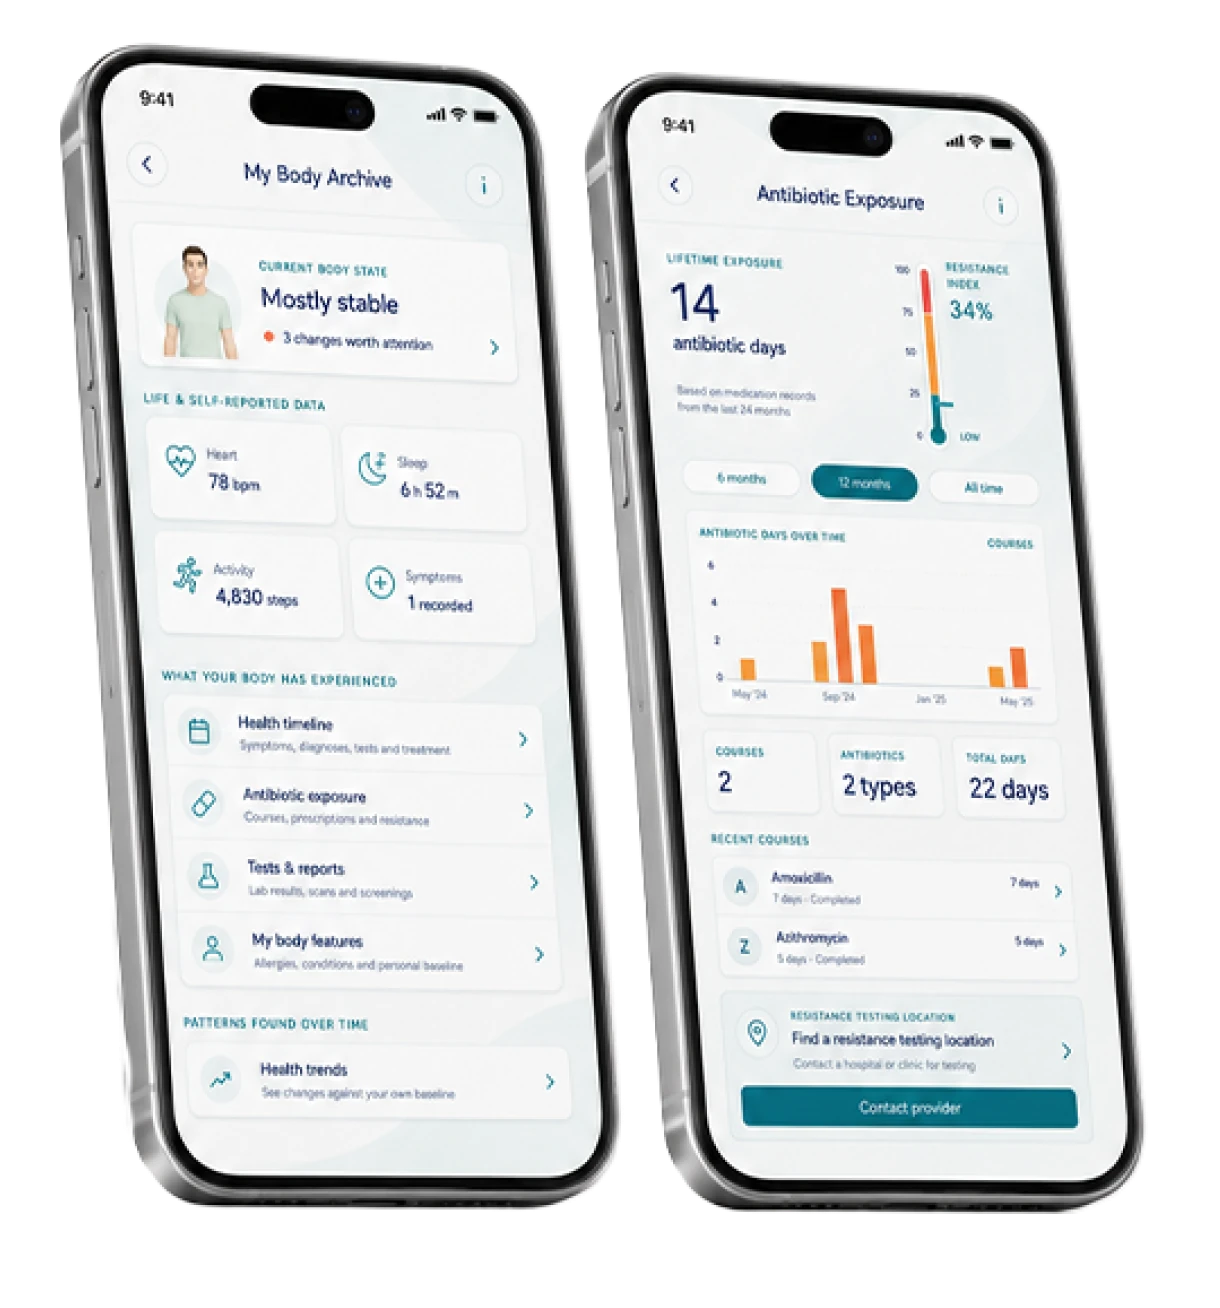 9:41
My Body Archive
i
CURRENT BODY STATE
Mostly stable
3 changes worth attention
LIFE & SELF-REPORTED DATA
Heart
78 bpm
Sleep
6 h 52 m
Activity
4,830 steps
Symptoms
1 recorded
WHAT YOUR BODY HAS EXPERIENCED
Health timeline
Symptoms, diagnoses, tests and treatment
Antibiotic exposure
Courses, prescriptions and resistance
Tests & reports
Lab results, scans and screenings
My body features
Allergies, conditions and personal baseline
PATTERNS FOUND OVER TIME
Health trends
See changes against your own baseline
9:41
Antibiotic Exposure
i
LIFETIME EXPOSURE
14
antibiotic days
Based on medication records
from the last 24 months
100
75
50
25
0
RESISTANCE
INDEX
34%
LOW
6 months
12 months
All time
ANTIBIOTIC DAYS OVER TIME
COURSES
6
4
2
0
May '24
Sep '24
Jan '25
May '25
COURSES
2
ANTIBIOTICS
2 types
TOTAL DAYS
22 days
RECENT COURSES
A
Amoxicillin
7 days - Completed
7 days
Z
Azithromycin
5 days - Completed
5 days
RESISTANCE TESTING LOCATION
Find a resistance testing location
Contact a hospital or clinic for testing
Contact provider